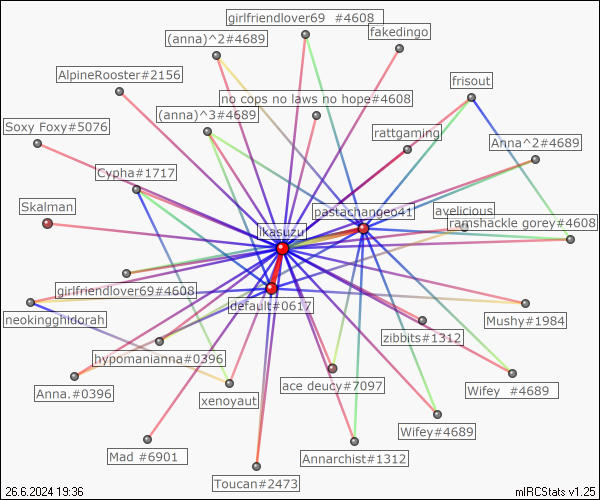 girlfriendlover69 #4608
fakedingo
(anna)^2#4689
AlpineRooster#2156
frisout
no cops no laws no hope#4608
(anna)^3#4689
Soxy Foxy#5076
rattgaming
Anna^2#4689
Cypha#1717
Skalman
pastachangeo41
avelicious
ramshackle gorey#4608
ikasuzu
girlfriendlover69#4608
default#0617
neokingghidorah
Mushy#1984
zibbits#1312
hypomanianna#0396
Anna.#0396
ace deucy#7097
Wifey #4689
xenoyaut
Wifey#4689
Mad #6901
Annarchist#1312
Toucan#2473
26.6.2024 19:36
mIRCStats v1.25